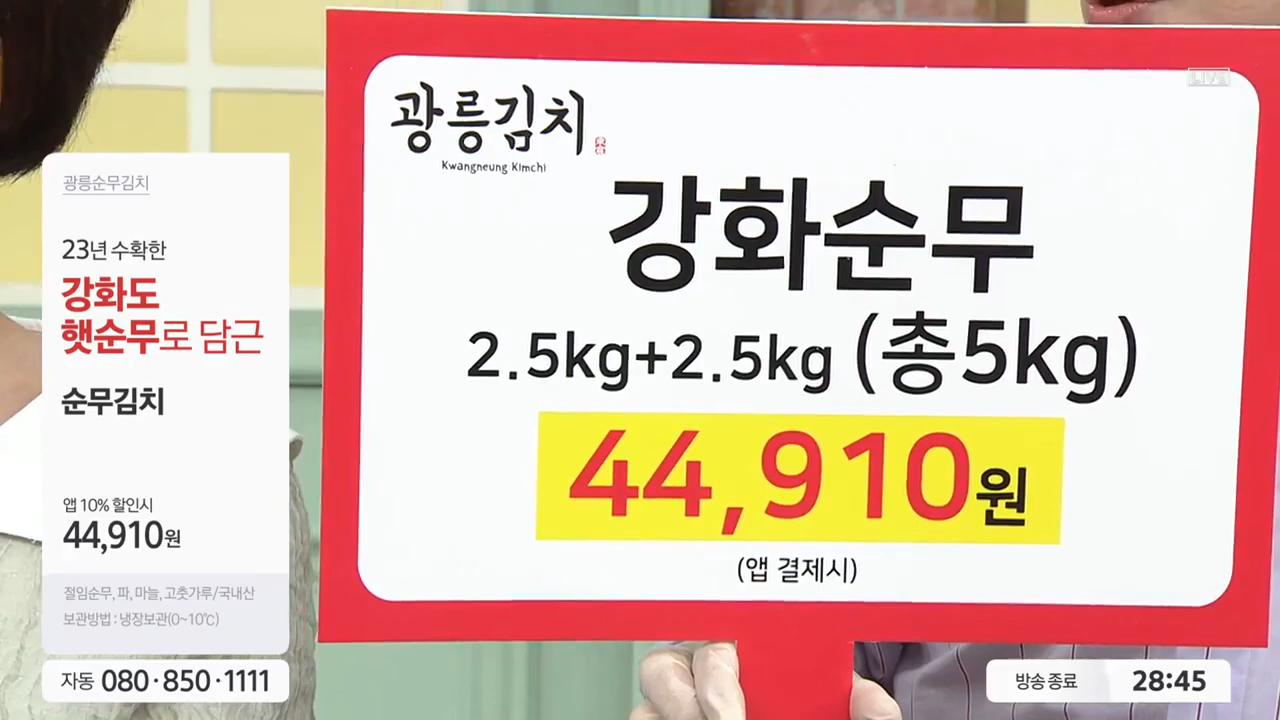 광릉순무김치
23년 수확한
강화도
햇순무로 담근
순무김치
앱 10% 할인시
44,910원
절임순무, 파, 마늘, 고춧가루/국내산
보관방법 : 냉장보관(0~10℃)
자동 080·850·1111
LIVE
광릉김치
Kwangneung Kimchi
강화순무
2.5kg+2.5kg (총5kg)
44,910원
(앱 결제시)
방송 종료 28:45